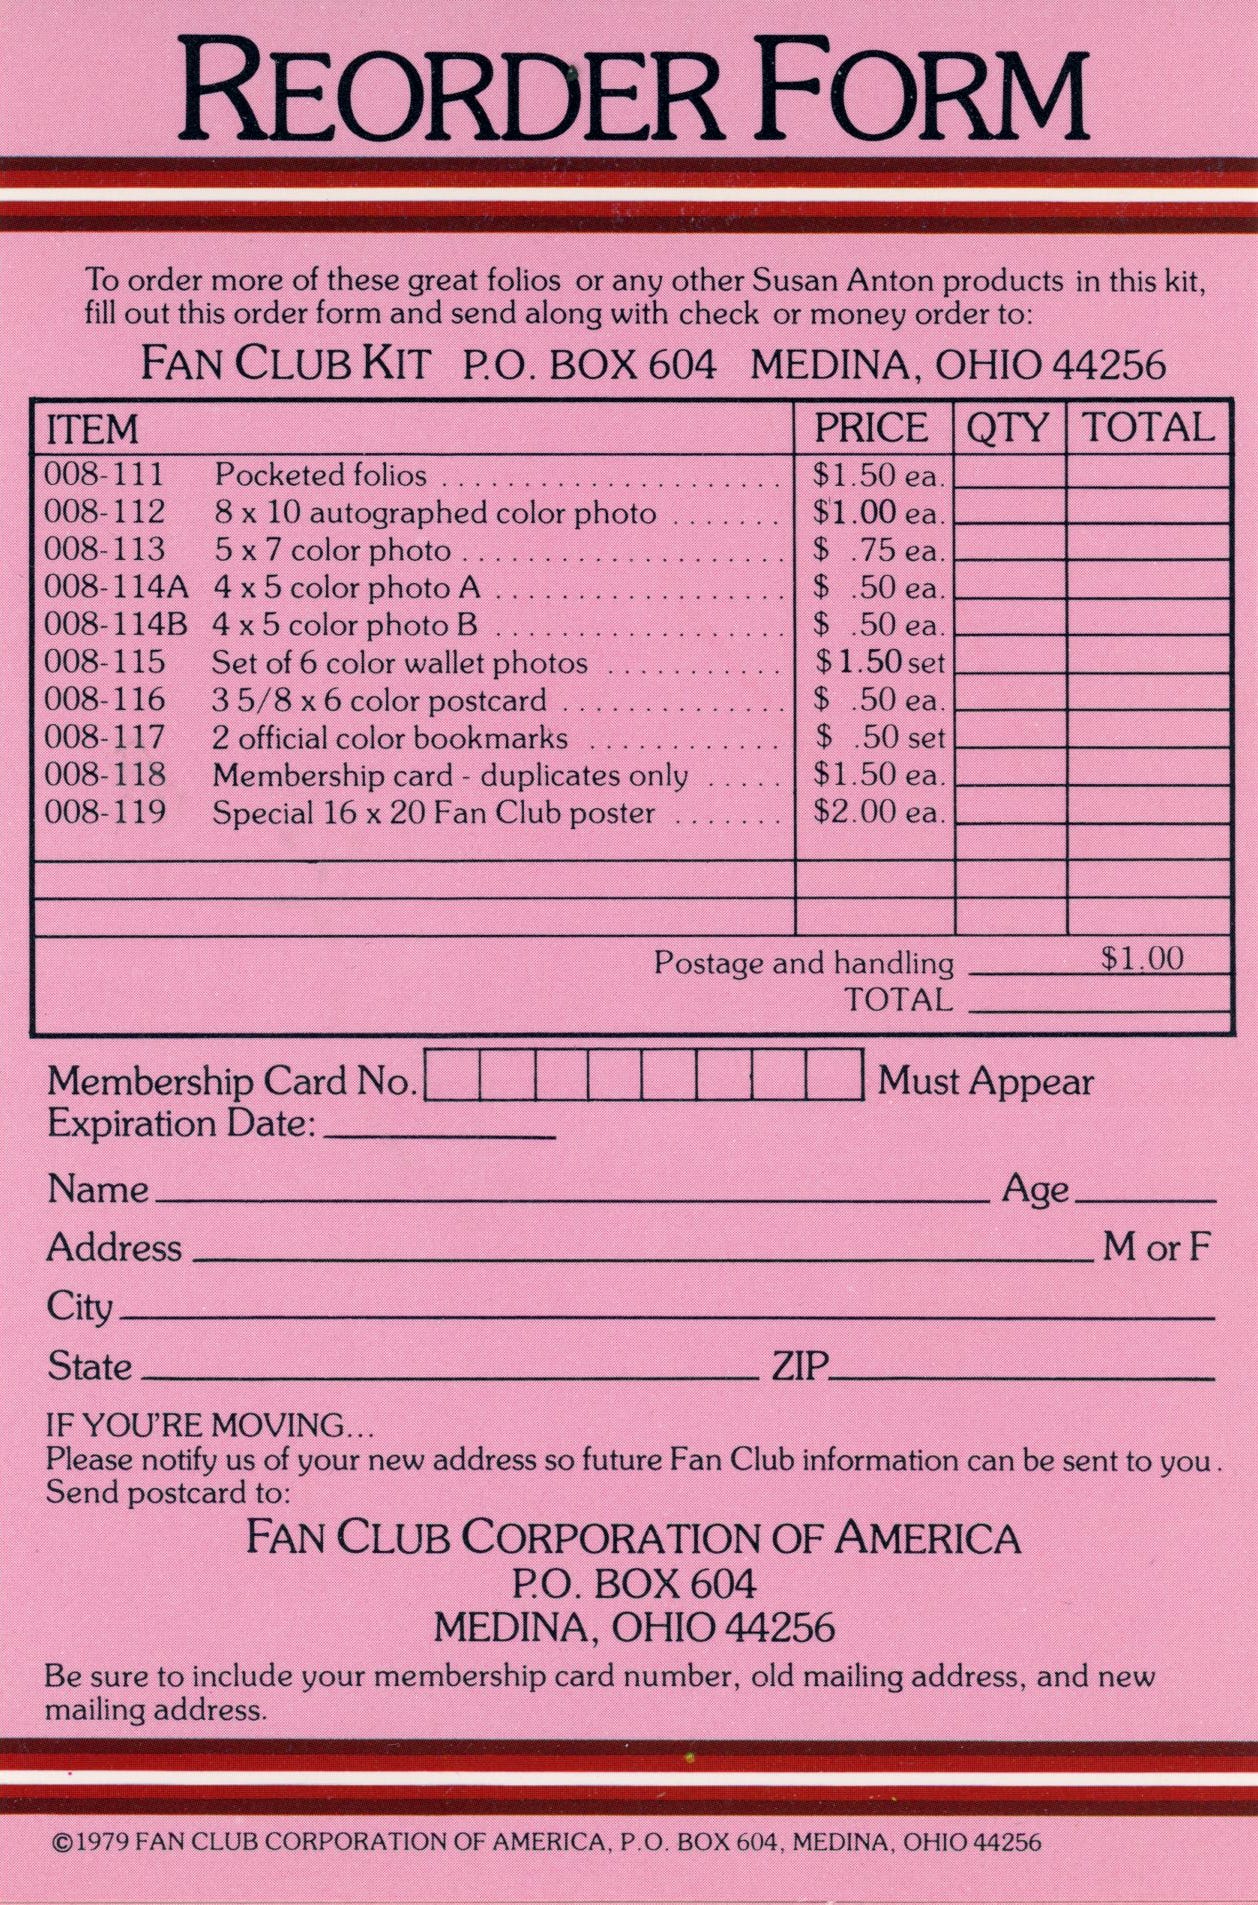 REORDER FORM
To order more of these great folios or any other Susan Anton products in this kit,
fill out this order form and send along with check or money order to:
FAN CLUB KIT P.O. BOX 604 MEDINA, OHIO 44256
ITEM PRICE QTY TOTAL
008-111 Pocketed folios ..................... $1.50 ea.
008-112 8 x 10 autographed color photo ....... $1.00 ea.
008-113 5 x 7 color photo .................... $ .75 ea.
008-114A 4 x 5 color photo A .................. $ .50 ea.
008-114B 4 x 5 color photo B .................. $ .50 ea.
008-115 Set of 6 color wallet photos ........... $1.50 set
008-116 3 5/8 x 6 color postcard .............. $ .50 ea.
008-117 2 official color bookmarks ............ $ .50 set
008-118 Membership card - duplicates only ..... $1.50 ea.
008-119 Special 16 x 20 Fan Club poster ....... $2.00 ea.
Postage and handling $1.00
TOTAL
Membership Card No. Must Appear
Expiration Date:
Name Age
Address M or F
City
State ZIP
IF YOU'RE MOVING...
Please notify us of your new address so future Fan Club information can be sent to you.
Send postcard to:
FAN CLUB CORPORATION OF AMERICA
P.O. BOX 604
MEDINA, OHIO 44256
Be sure to include your membership card number, old mailing address, and new
mailing address.
©1979 FAN CLUB CORPORATION OF AMERICA, P.O. BOX 604, MEDINA, OHIO 44256